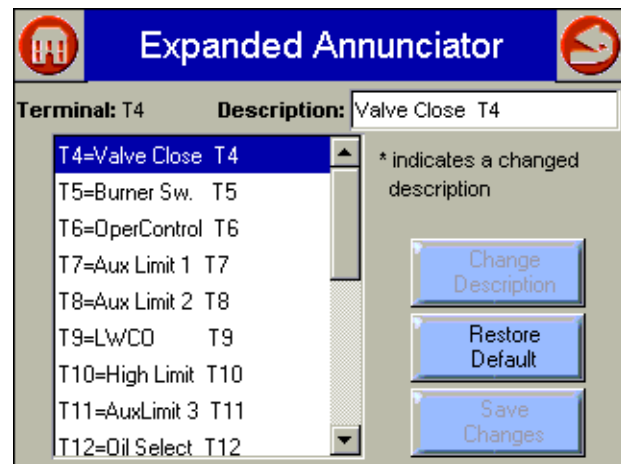 Expanded Annunciator
Terminal: T4 Description: Valve Close T4
T4=Valve Close T4
T5=Burner Sw. T5
T6=OperControl T6
T7=Aux Limit 1 T7
T8=Aux Limit 2 T8
T9=LWCO T9
T10=High Limit T10
T11=AuxLimit 3 T11
T12=Oil Select T12
* indicates a changed
description
Change
Description
Restore
Default
Save
Changes